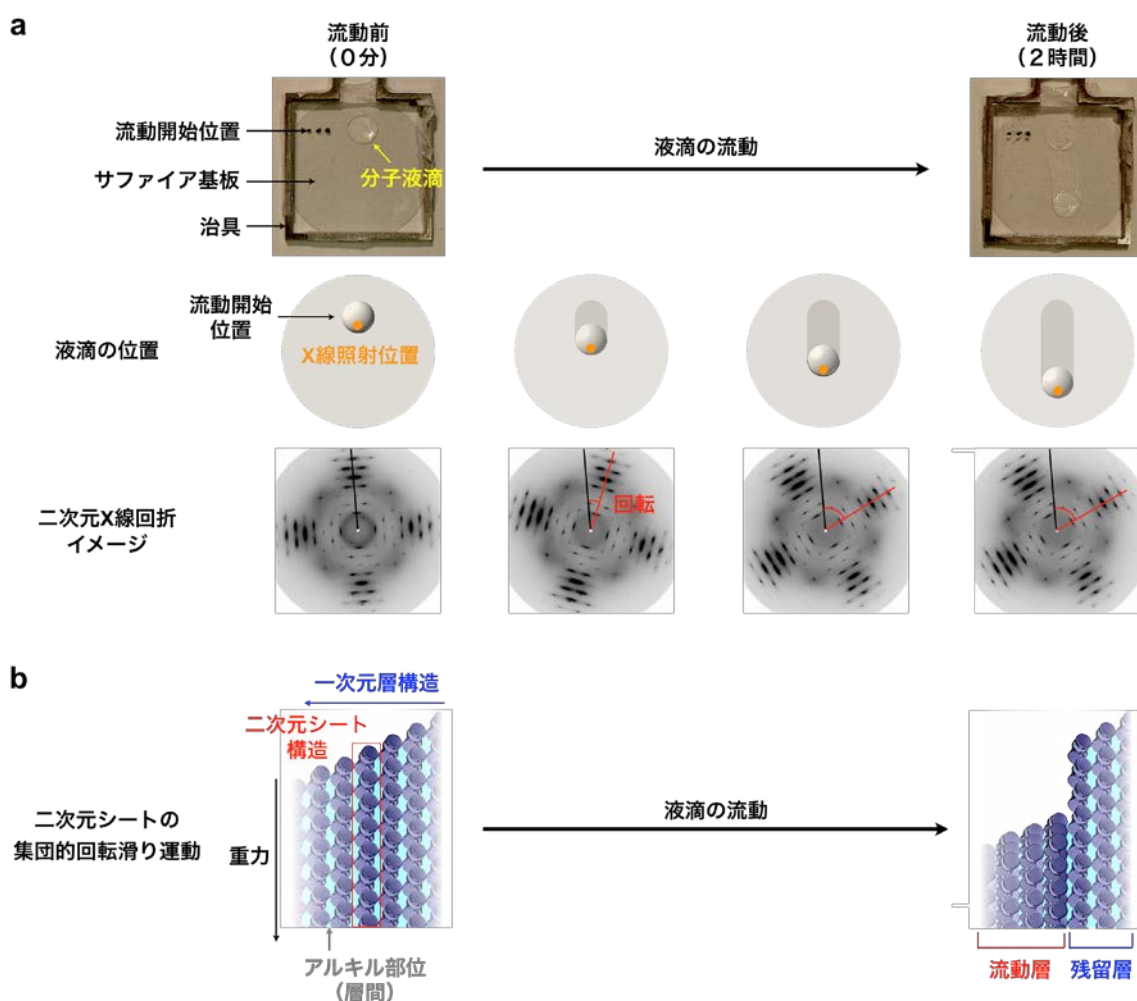 a
流動前
(0分)
流動後
(2時間)
流動開始位置
サファイア基板
治具
分子液滴
液滴の流動
流動開始
位置
液滴の位置
X線照射位置
二次元X線回折
イメージ
回転
b
一次元層構造
二次元シート
構造
二次元シートの
集団的回転滑り運動
重力
液滴の流動
アルキル部位
(層間)
流動層
残留層